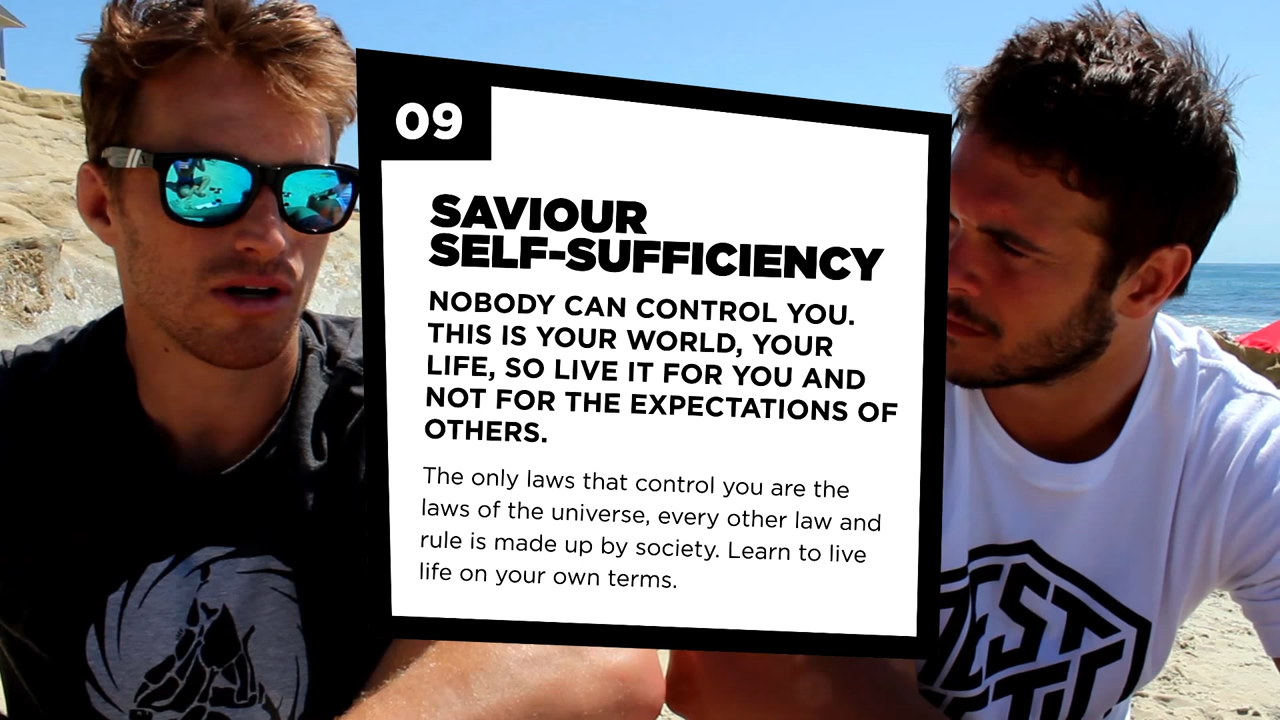 09
SAVIOUR
SELF-SUFFICIENCY
NOBODY CAN CONTROL YOU.
THIS IS YOUR WORLD, YOUR
LIFE, SO LIVE IT FOR YOU AND
NOT FOR THE EXPECTATIONS OF
OTHERS.
The only laws that control you are the
laws of the universe, every other law and
rule is made up by society. Learn to live
life on your own terms.